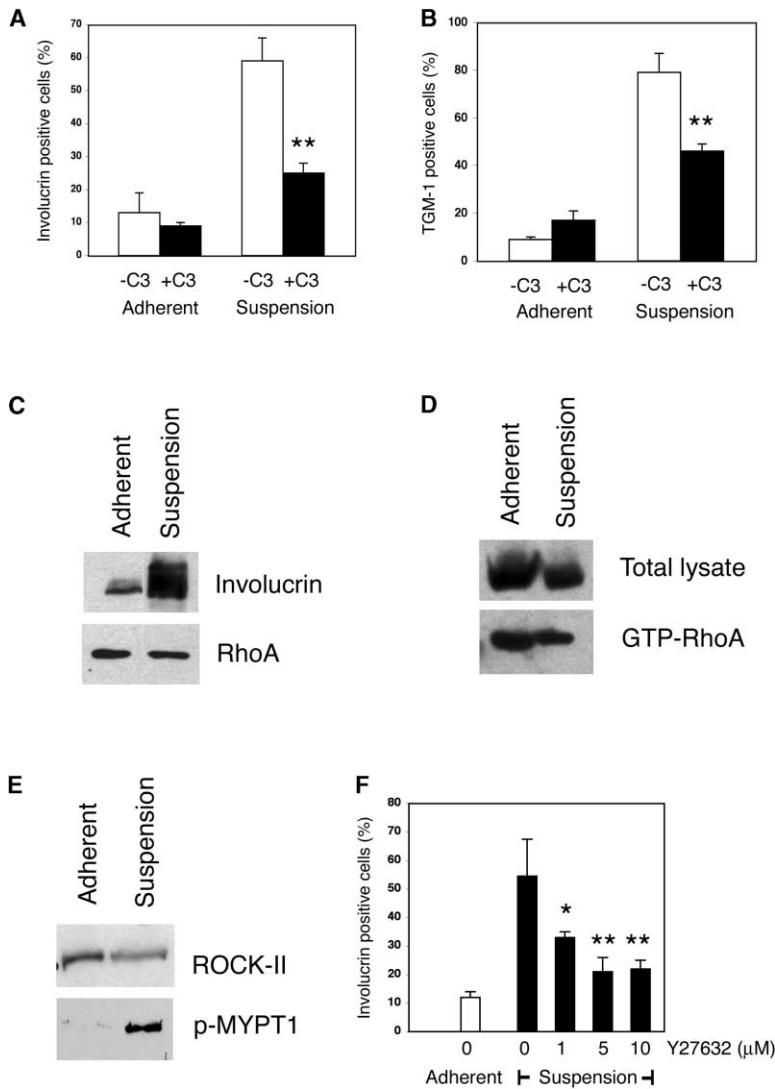 A
Involucrin positive cells (%)
70
60
50
40
30
20
10
0
**
-C3 +C3 -C3 +C3
Adherent Suspension
B
TGM-1 positive cells (%)
100
80
60
40
20
0
**
-C3 +C3 -C3 +C3
Adherent Suspension
C
Adherent
Suspension
Involucrin
RhoA
D
Adherent
Suspension
Total lysate
GTP-RhoA
E
Adherent
Suspension
ROCK-II
p-MYPT1
F
Involucrin positive cells (%)
80
70
60
50
40
30
20
10
0
* ** **
0 0 1 5 10 Y27632 (μM)
Adherent Suspension